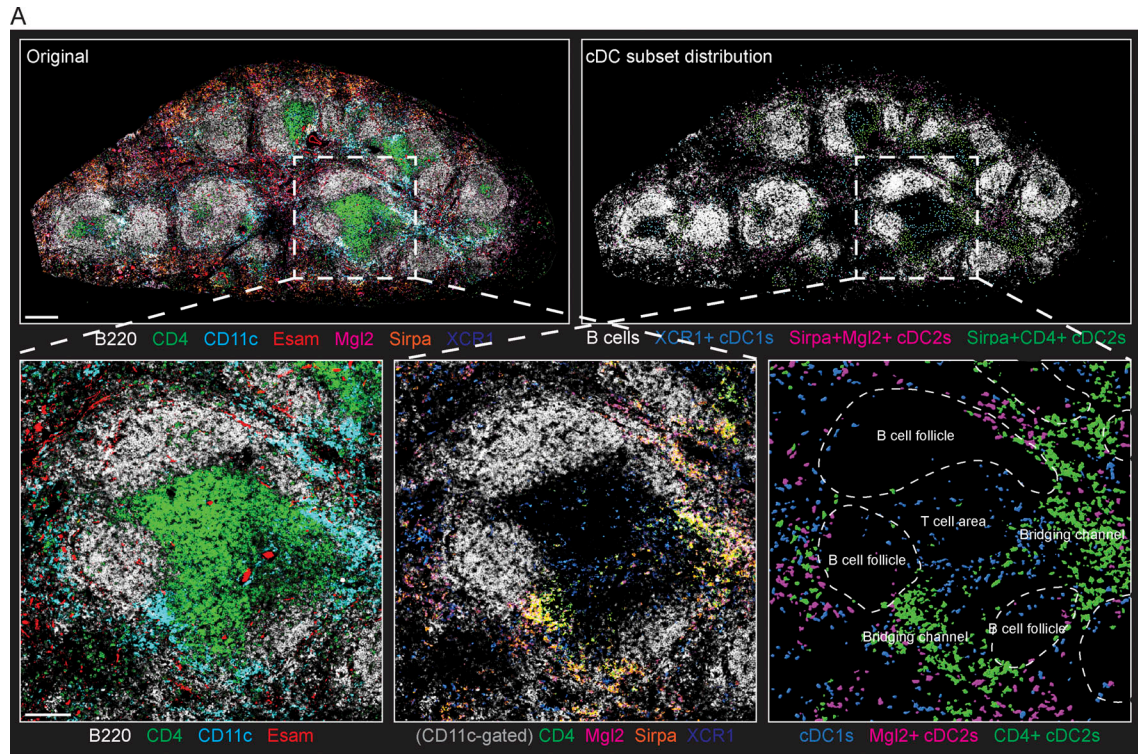 A
Original
cDC subset distribution
B220 CD4 CD11c Esam Mgl2 Sirpa XCR1
B cells XCR1+ cDC1s Sirpa+Mgl2+ cDC2s Sirpa+CD4+ cDC2s
B cell follicle
T cell area
Bridging channel
B cell follicle
B cell follicle
Bridging channel
B220 CD4 CD11c Esam
(CD11c-gated) CD4 Mgl2 Sirpa XCR1
cDC1s Mgl2+ cDC2s CD4+ cDC2s